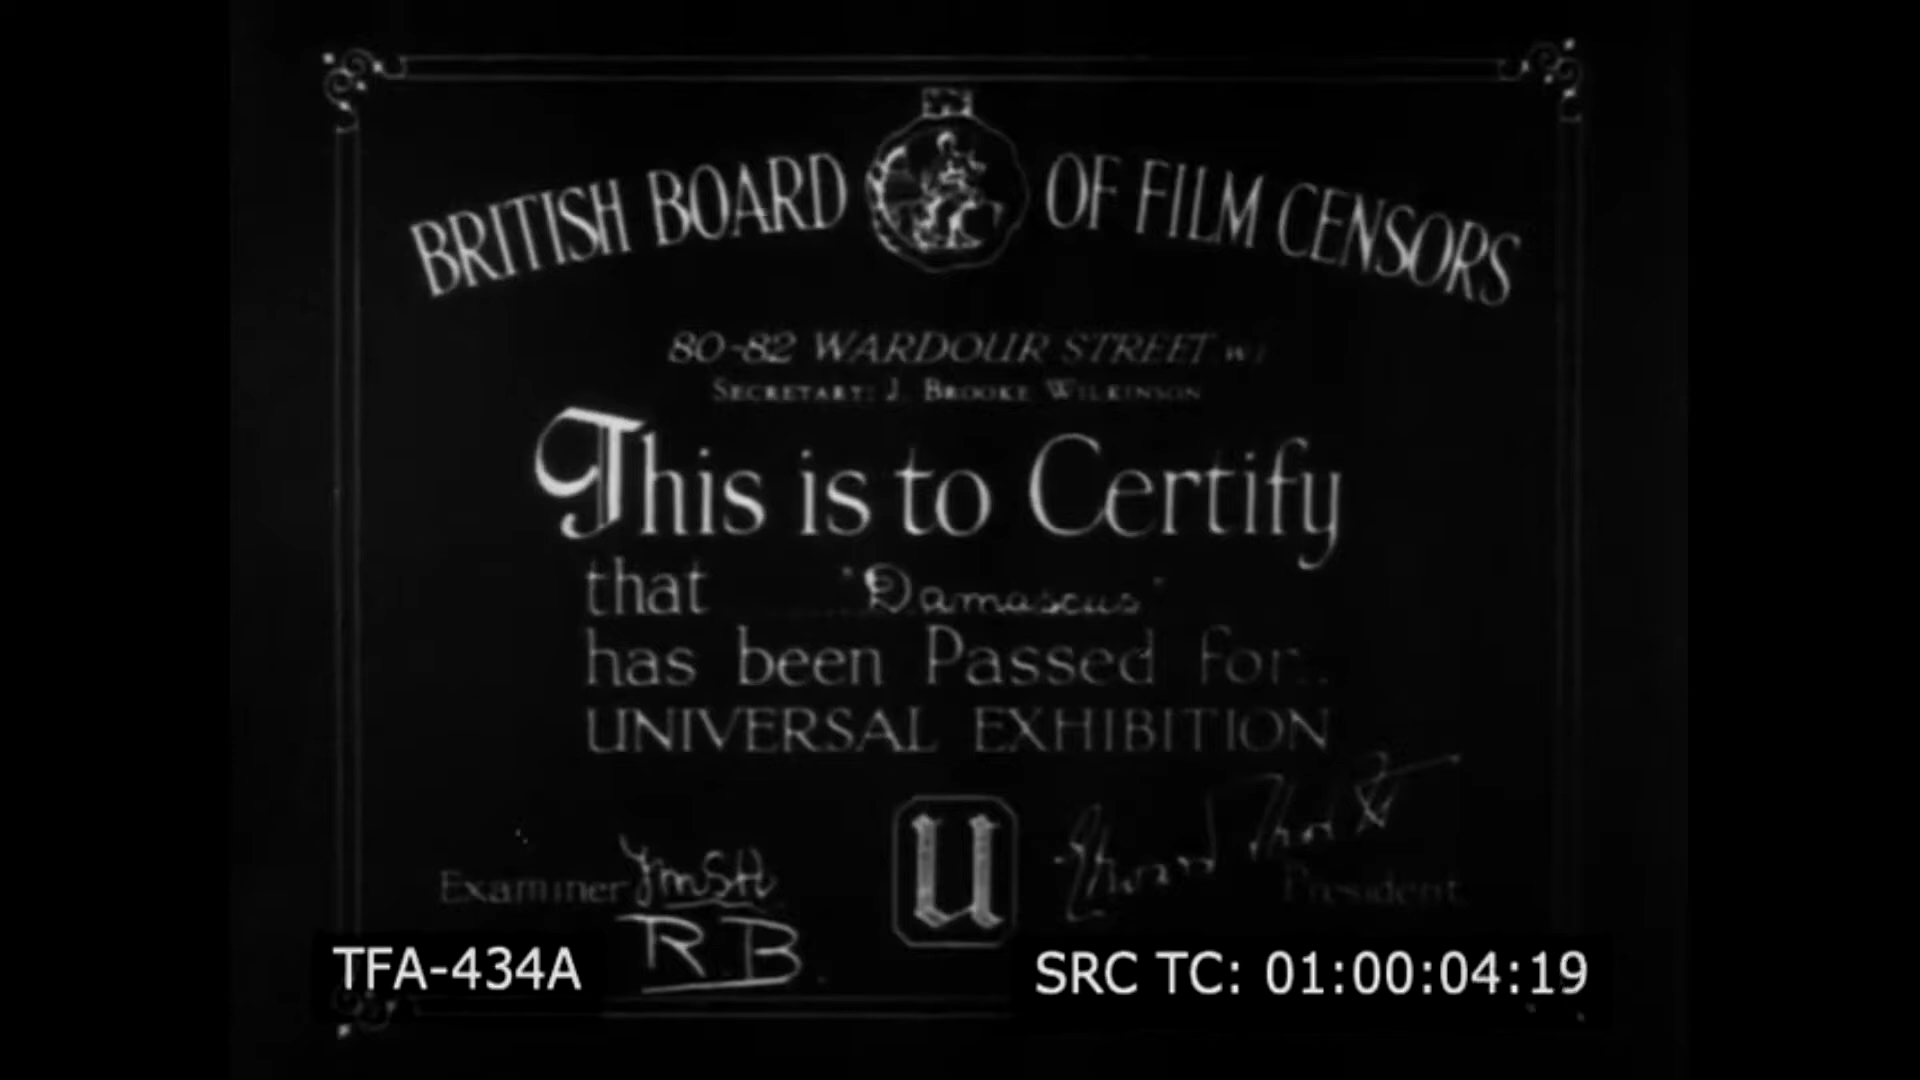 BRITISH BOARD OF FILM CENSORS
80-82 WARDOUR STREET W1
SECRETARY: J. BROOKE WILKINSON
This is to Certify
that "Damascus"
has been Passed for
UNIVERSAL EXHIBITION
U
Examiner
President
R.B.
TFA-434A
SRC TC: 01:00:04:19